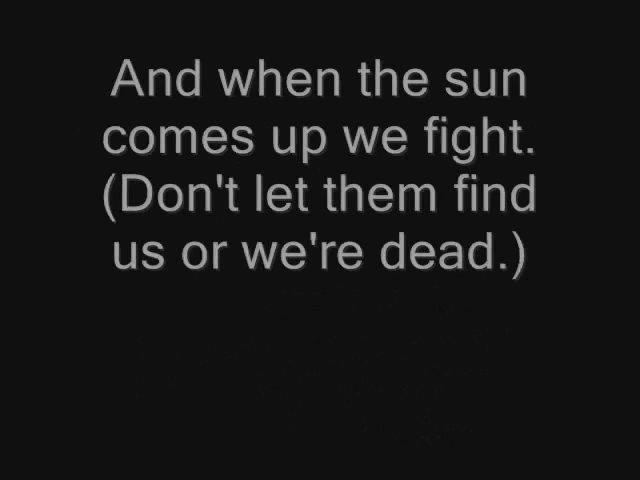 And when the sun
comes up we fight.
(Don't let them find
us or we're dead.)